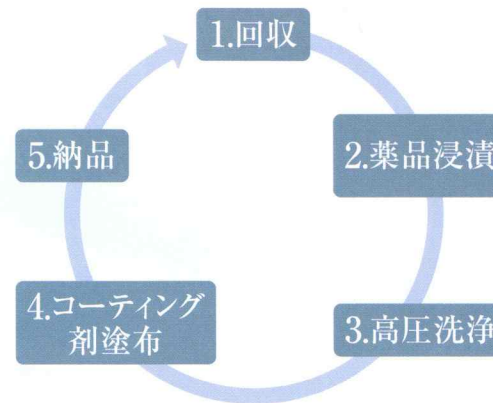 1.回収
2.薬品浸漬
3.高圧洗浄
4.コーティング
剤塗布
5.納品